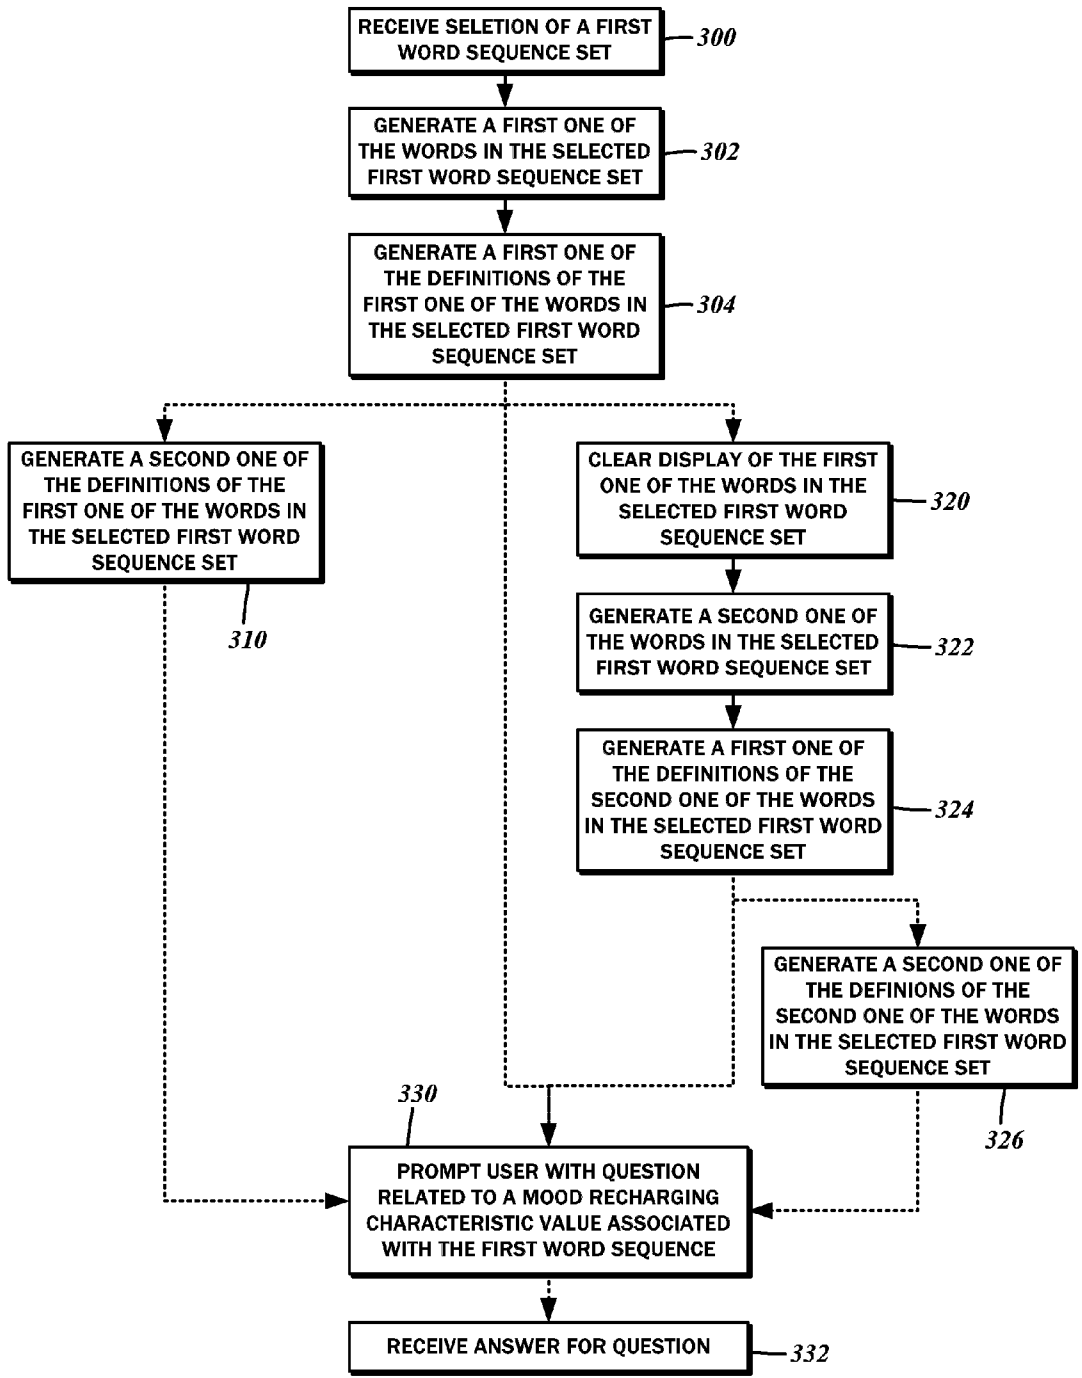 RECEIVE SELETION OF A FIRST
WORD SEQUENCE SET
300
GENERATE A FIRST ONE OF
THE WORDS IN THE SELECTED
FIRST WORD SEQUENCE SET
302
GENERATE A FIRST ONE OF
THE DEFINITIONS OF THE
FIRST ONE OF THE WORDS IN
THE SELECTED FIRST WORD
SEQUENCE SET
304
GENERATE A SECOND ONE OF
THE DEFINITIONS OF THE
FIRST ONE OF THE WORDS IN
THE SELECTED FIRST WORD
SEQUENCE SET
310
CLEAR DISPLAY OF THE FIRST
ONE OF THE WORDS IN THE
SELECTED FIRST WORD
SEQUENCE SET
320
GENERATE A SECOND ONE OF
THE WORDS IN THE SELECTED
FIRST WORD SEQUENCE SET
322
GENERATE A FIRST ONE OF
THE DEFINITIONS OF THE
SECOND ONE OF THE WORDS
IN THE SELECTED FIRST WORD
SEQUENCE SET
324
GENERATE A SECOND ONE OF
THE DEFINIONS OF THE
SECOND ONE OF THE WORDS
IN THE SELECTED FIRST WORD
SEQUENCE SET
326
330
PROMPT USER WITH QUESTION
RELATED TO A MOOD RECHARGING
CHARACTERISTIC VALUE ASSOCIATED
WITH THE FIRST WORD SEQUENCE
RECEIVE ANSWER FOR QUESTION
332